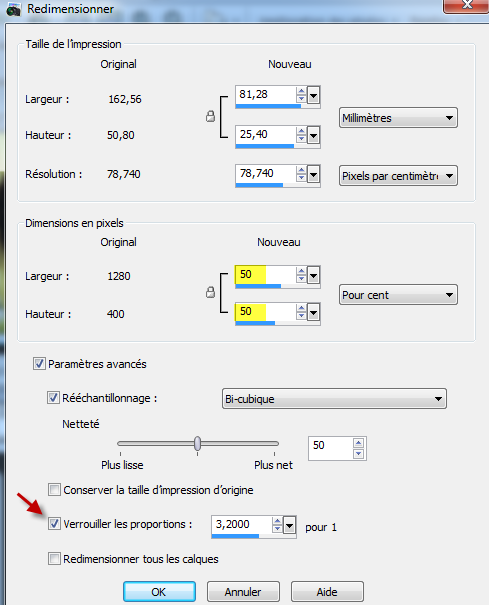 Redimensionner
Taille de l'impression
Original Nouveau
Largeur : 162,56 81,28 Millimètres
Hauteur : 50,80 25,40
Résolution : 78,740 78,740 Pixels par centimètre
Dimensions en pixels
Original Nouveau
Largeur : 1280 50 Pour cent
Hauteur : 400 50
Paramètres avancés
Rééchantillonnage : Bi-cubique
Netteté
50
Plus lisse Plus net
Conserver la taille d'impression d'origine
Verrouiller les proportions : 3,2000 pour 1
Redimensionner tous les calques
OK Annuler Aide